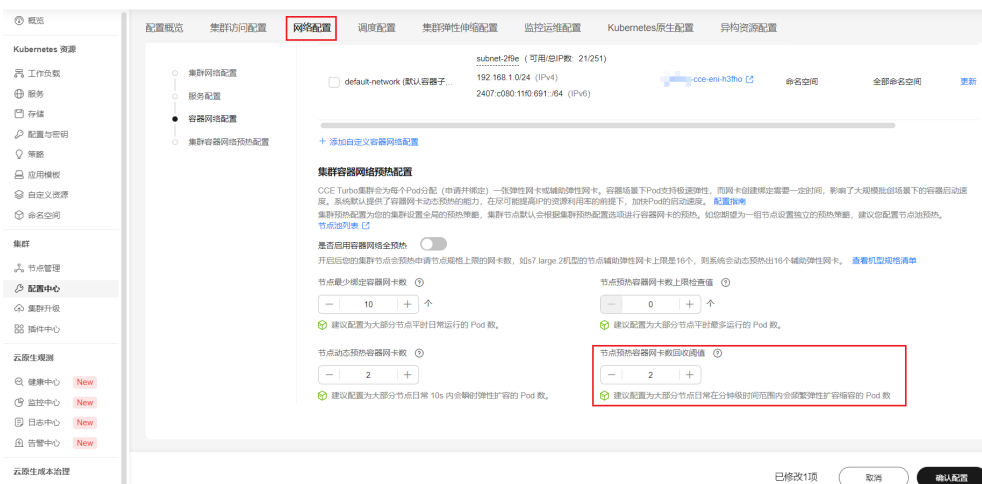 概览
Kubernetes 资源
工作负载
服务
存储
配置与密钥
策略
应用模板
自定义资源
命名空间
集群
节点管理
配置中心
集群升级
插件中心
云原生观测
健康中心 New
监控中心 New
日志中心 New
告警中心 New
云原生成本治理
配置概览 集群访问配置 网络配置 调度配置 集群弹性伸缩配置 监控运维配置 Kubernetes原生配置 异构资源配置
集群网络配置
服务配置
容器网络配置
集群容器网络预热配置
subnet-2f9e (可用/总IP数: 21/251)
default-network (默认容器子... 192.168.1.0/24 (IPv4) -cce-eni-h3fho 命名空间 全部命名空间 更新
2407:c080:11f0:691::/64 (IPv6)
+ 添加自定义容器网络配置
集群容器网络预热配置
CCE Turbo集群会为每个Pod分配(申请并绑定)一张弹性网卡或辅助弹性网卡。容器场景下Pod支持极速弹性,而网卡创建绑定需要一定时间,影响了大规模批创场景下的容器启动速
度。系统默认提供了容器网卡动态预热的能力,在尽可能提高IP的资源利用率的前提下,加快Pod的启动速度。 配置指南
集群预热配置为您的集群设置全局的预热策略,集群节点默认会根据集群预热配置选项进行容器网卡的预热。如您期望为一组节点设置独立的预热策略,建议您配置节点池预热。
节点池列表
是否启用容器网络全预热
开启后您的集群节点会预热申请节点规格上限的网卡数,如s7.large.2机型的节点辅助弹性网卡上限是16个,则系统会动态预热出16个辅助弹性网卡。 查看机型规格清单
节点最少绑定容器网卡数 ?
− 10 + 个
建议配置为大部分节点平时日常运行的 Pod 数。
节点预热容器网卡数上限检查值 ?
− 0 + 个
建议配置为大部分节点平时最多运行的 Pod 数。
节点动态预热容器网卡数 ?
− 2 +
建议配置为大部分节点日常 10s 内会瞬时弹性扩容的 Pod 数。
节点预热容器网卡数回收阈值 ?
− 2 +
建议配置为大部分节点日常在分钟级时间范围内会频繁弹性扩容缩容的 Pod 数
已修改1项 取消 确认配置